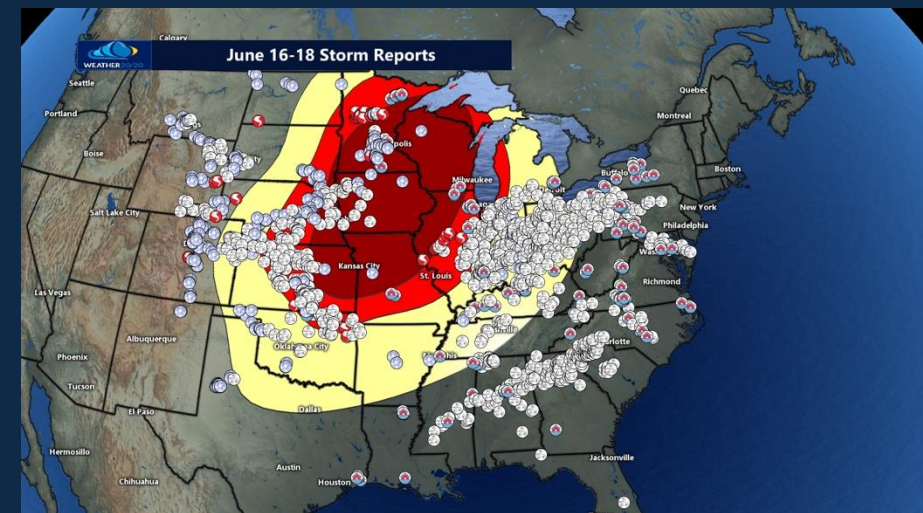 WEATHER20/20
June 16-18 Storm Reports
Calgary
Seattle
Quebec
Portland
Montreal
Boise
Boston
Milwaukee
Buffalo
New York
Salt Lake City
Philadelphia
Kansas City
St. Louis
Richmond
Las Vegas
Albuquerque
Oklahoma City
Phoenix
Tucson
Dallas
El Paso
Jacksonville
Hermosillo
Austin
Houston
Chihuahua